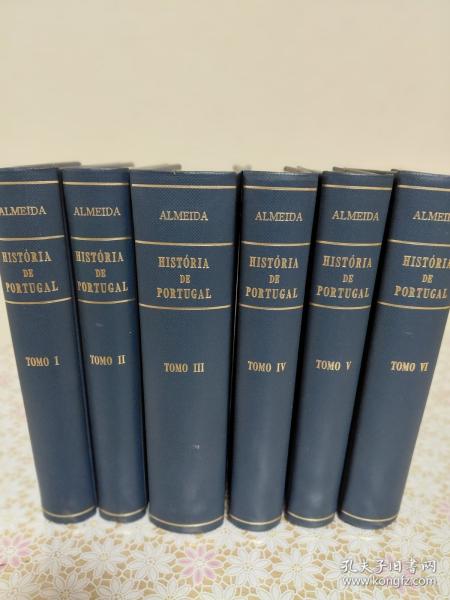 ALMEIDA
HISTÓRIA
DE
PORTUGAL
TOMO I
ALMEIDA
HISTÓRIA
DE
PORTUGAL
TOMO II
ALMEIDA
HISTÓRIA
DE
PORTUGAL
TOMO III
ALMEIDA
HISTÓRIA
DE
PORTUGAL
TOMO IV
ALMEIDA
HISTÓRIA
DE
PORTUGAL
TOMO V
ALMEI
HISTÓRIA
DE
PORTUGAL
TOMO VI
孔夫子旧书网
www.kongfz.com